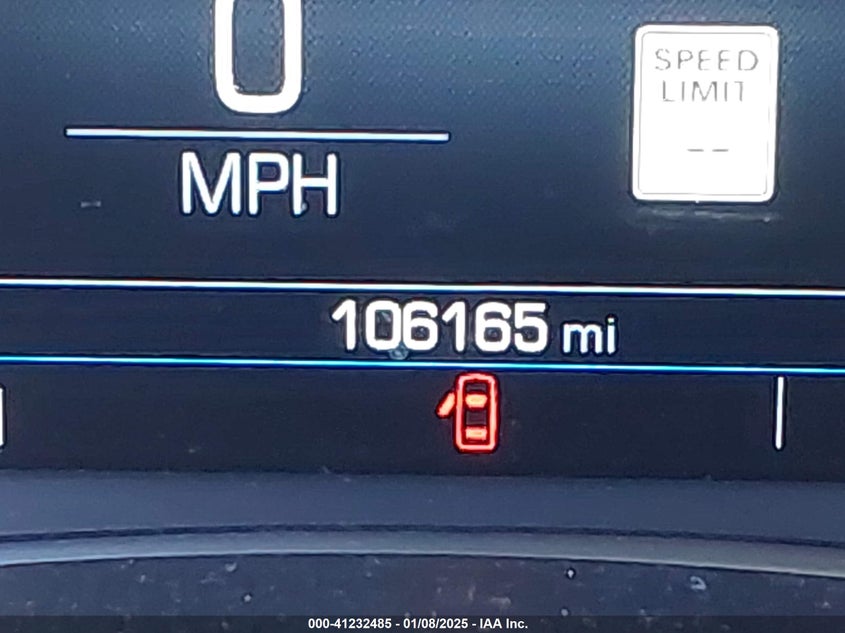 0
MPH
SPEED
LIMIT
--
106165 mi
000-41232485 - 01/08/2025 - IAA Inc.